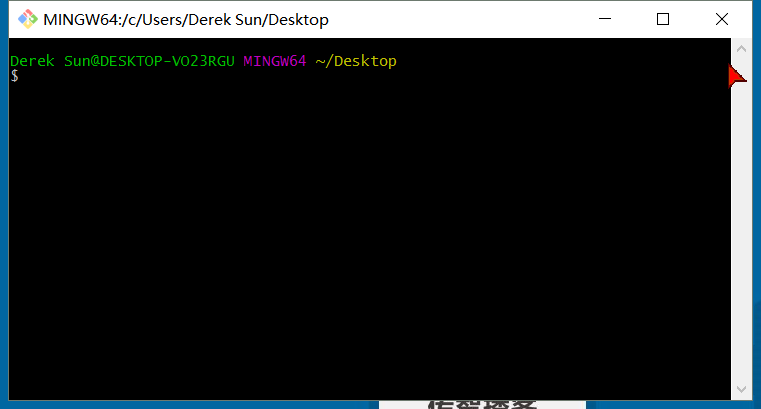 MINGW64:/c/Users/Derek Sun/Desktop
Derek Sun@DESKTOP-VO23RGU MINGW64 ~/Desktop
$